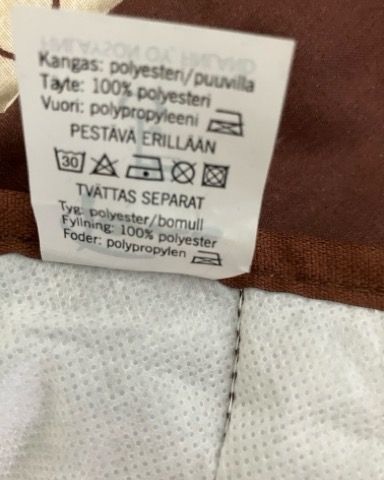 Kangas: polyesteri/puuvilla
Täyte: 100% polyesteri
Vuori: polypropyleeni
PESTÄVÄ ERILLÄÄN
30
TVÄTTAS SEPARAT
Tyg: polyester/bomull
Fyllning: 100% polyester
Foder: polypropylen